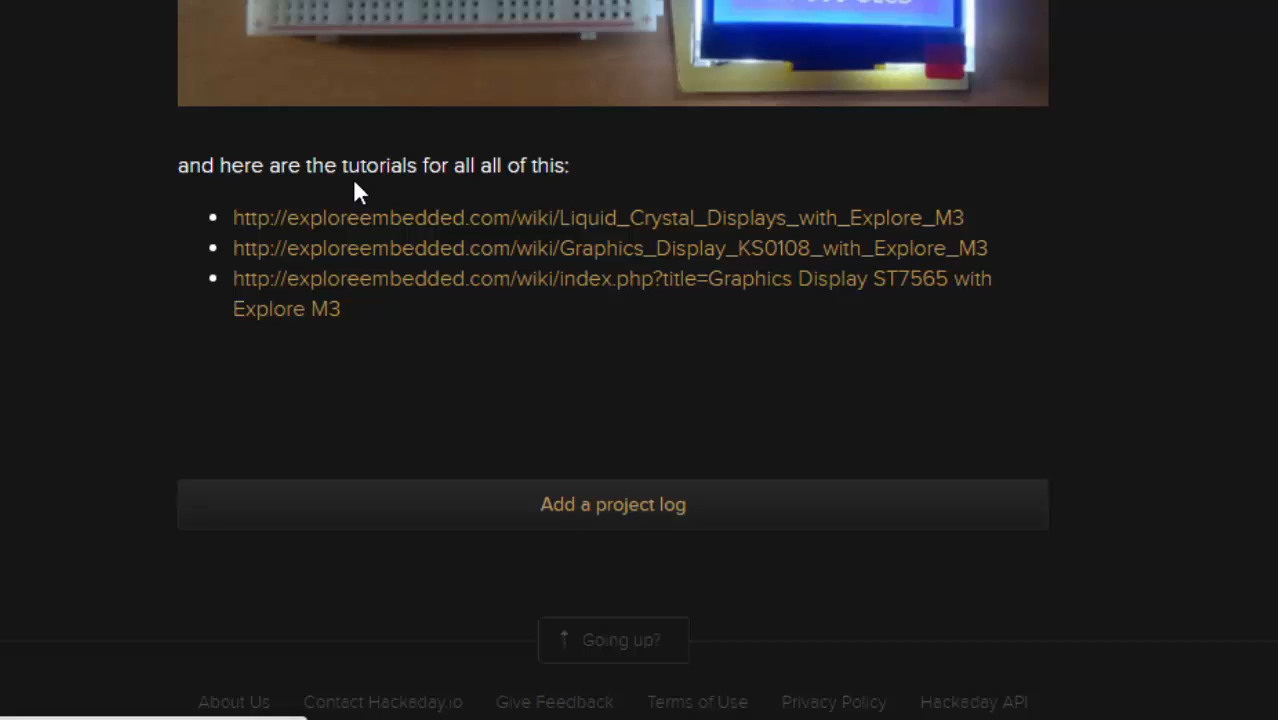 and here are the tutorials for all all of this:
http://exploreembedded.com/wiki/Liquid_Crystal_Displays_with_Explore_M3
http://exploreembedded.com/wiki/Graphics_Display_KS0108_with_Explore_M3
http://exploreembedded.com/wiki/index.php?title=Graphics Display ST7565 with
Explore M3
Add a project log
Going up?
About Us Contact Hackaday.io Give Feedback Terms of Use Privacy Policy Hackaday API